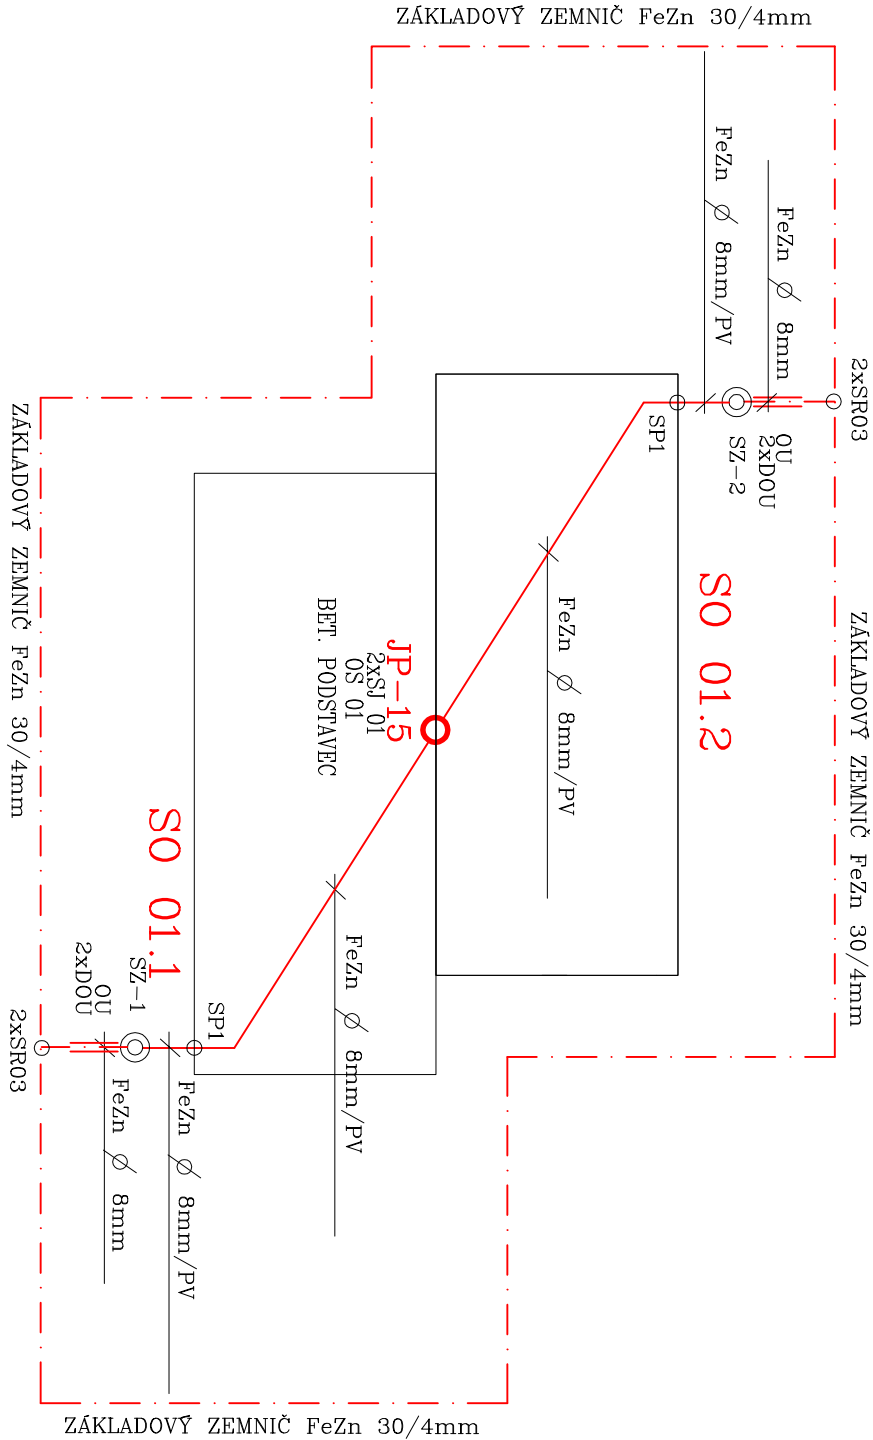 ZÁKLADOVÝ ZEMNIČ FeZn 30/4mm
FeZn Ø 8mm/PV
FeZn Ø 8mm
2xSR03
OU
2xDOU
SZ-2
SP1
SO 01.2
ZÁKLADOVÝ ZEMNIČ FeZn 30/4mm
FeZn Ø 8mm/PV
JP-15
2xSJ 01
OS 01
BET. PODSTAVEC
ZÁKLADOVÝ ZEMNIČ FeZn 30/4mm
SO 01.1
FeZn Ø 8mm/PV
SP1
SZ-1
OU
2xDOU
2xSR03
FeZn Ø 8mm/PV
FeZn Ø 8mm
ZÁKLADOVÝ ZEMNIČ FeZn 30/4mm